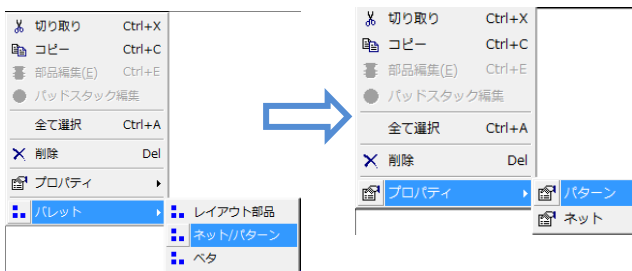 切り取り Ctrl+X
コピー Ctrl+C
部品編集(E) Ctrl+E
パッドスタック編集
全て選択 Ctrl+A
削除 Del
プロパティ
パレット
レイアウト部品
ネット/パターン
ベタ
切り取り Ctrl+X
コピー Ctrl+C
部品編集(E) Ctrl+E
パッドスタック編集
全て選択 Ctrl+A
削除 Del
プロパティ
パターン
ネット